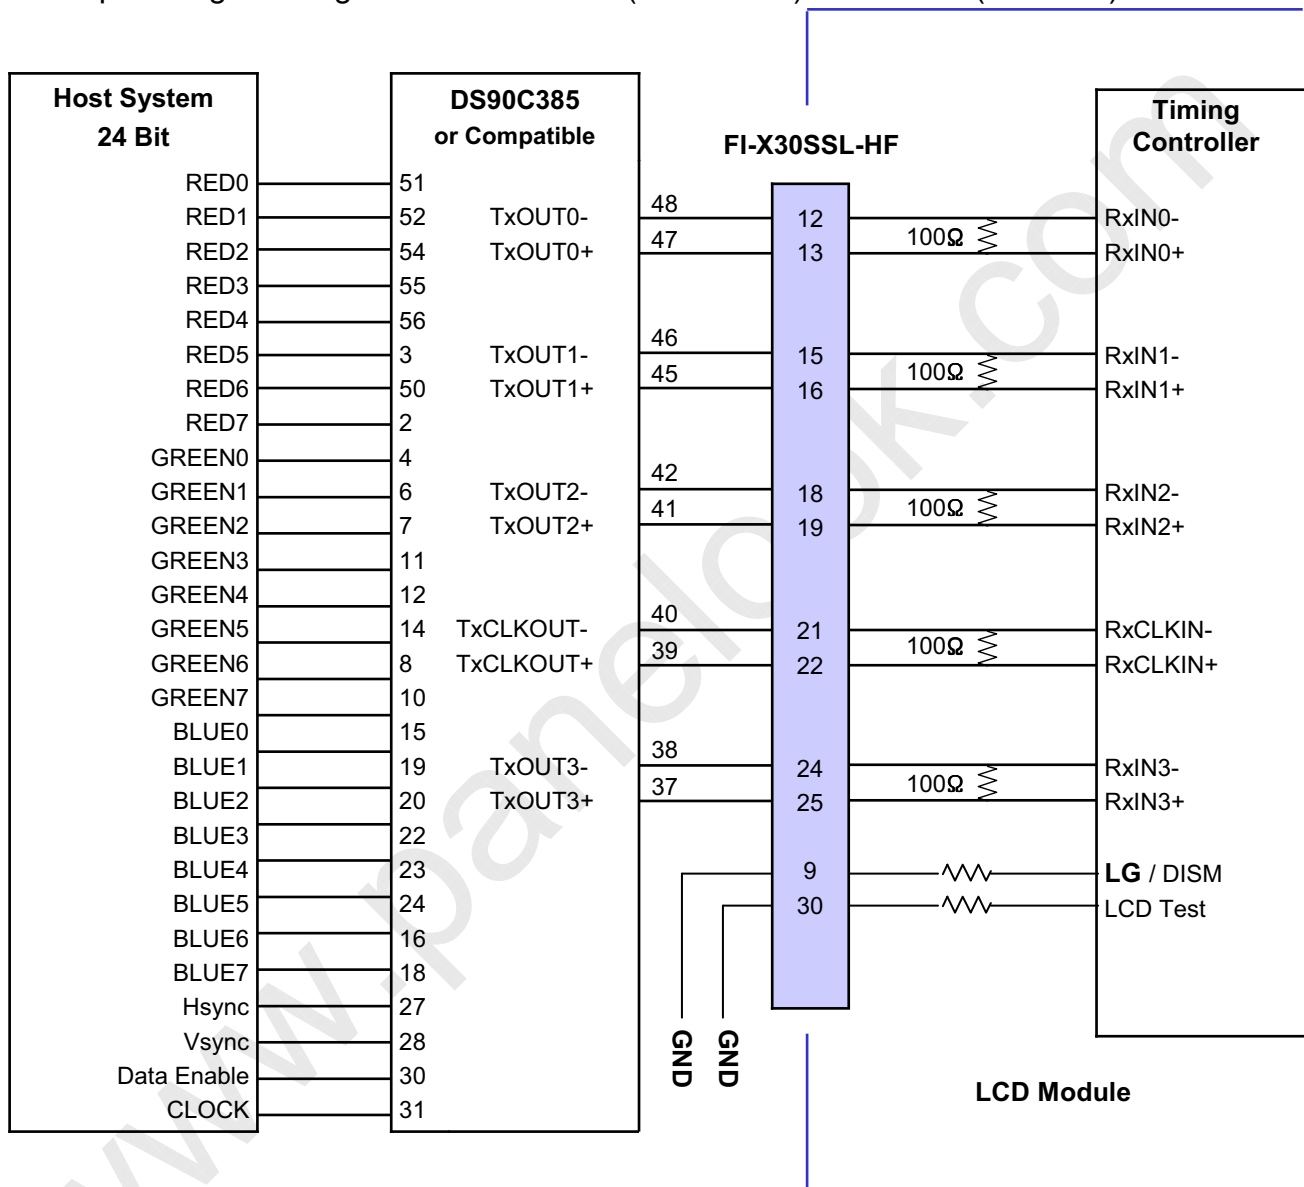 Host System
24 Bit
RED0
RED1
RED2
RED3
RED4
RED5
RED6
RED7
GREEN0
GREEN1
GREEN2
GREEN3
GREEN4
GREEN5
GREEN6
GREEN7
BLUE0
BLUE1
BLUE2
BLUE3
BLUE4
BLUE5
BLUE6
BLUE7
Hsync
Vsync
Data Enable
CLOCK
DS90C385
or Compatible
51
52
54
55
56
3
50
2
4
6
7
11
12
14
8
10
15
19
20
22
23
24
16
18
27
28
30
31
TxOUT0-
TxOUT0+
TxOUT1-
TxOUT1+
TxOUT2-
TxOUT2+
TxCLKOUT-
TxCLKOUT+
TxOUT3-
TxOUT3+
48
47
46
45
42
41
40
39
38
37
GND
GND
FI-X30SSL-HF
12
13
15
16
18
19
21
22
24
25
9
30
100Ω
100Ω
100Ω
100Ω
100Ω
Timing
Controller
RxIN0-
RxIN0+
RxIN1-
RxIN1+
RxIN2-
RxIN2+
RxCLKIN-
RxCLKIN+
RxIN3-
RxIN3+
LG / DISM
LCD Test
LCD Module
www.panelook.com